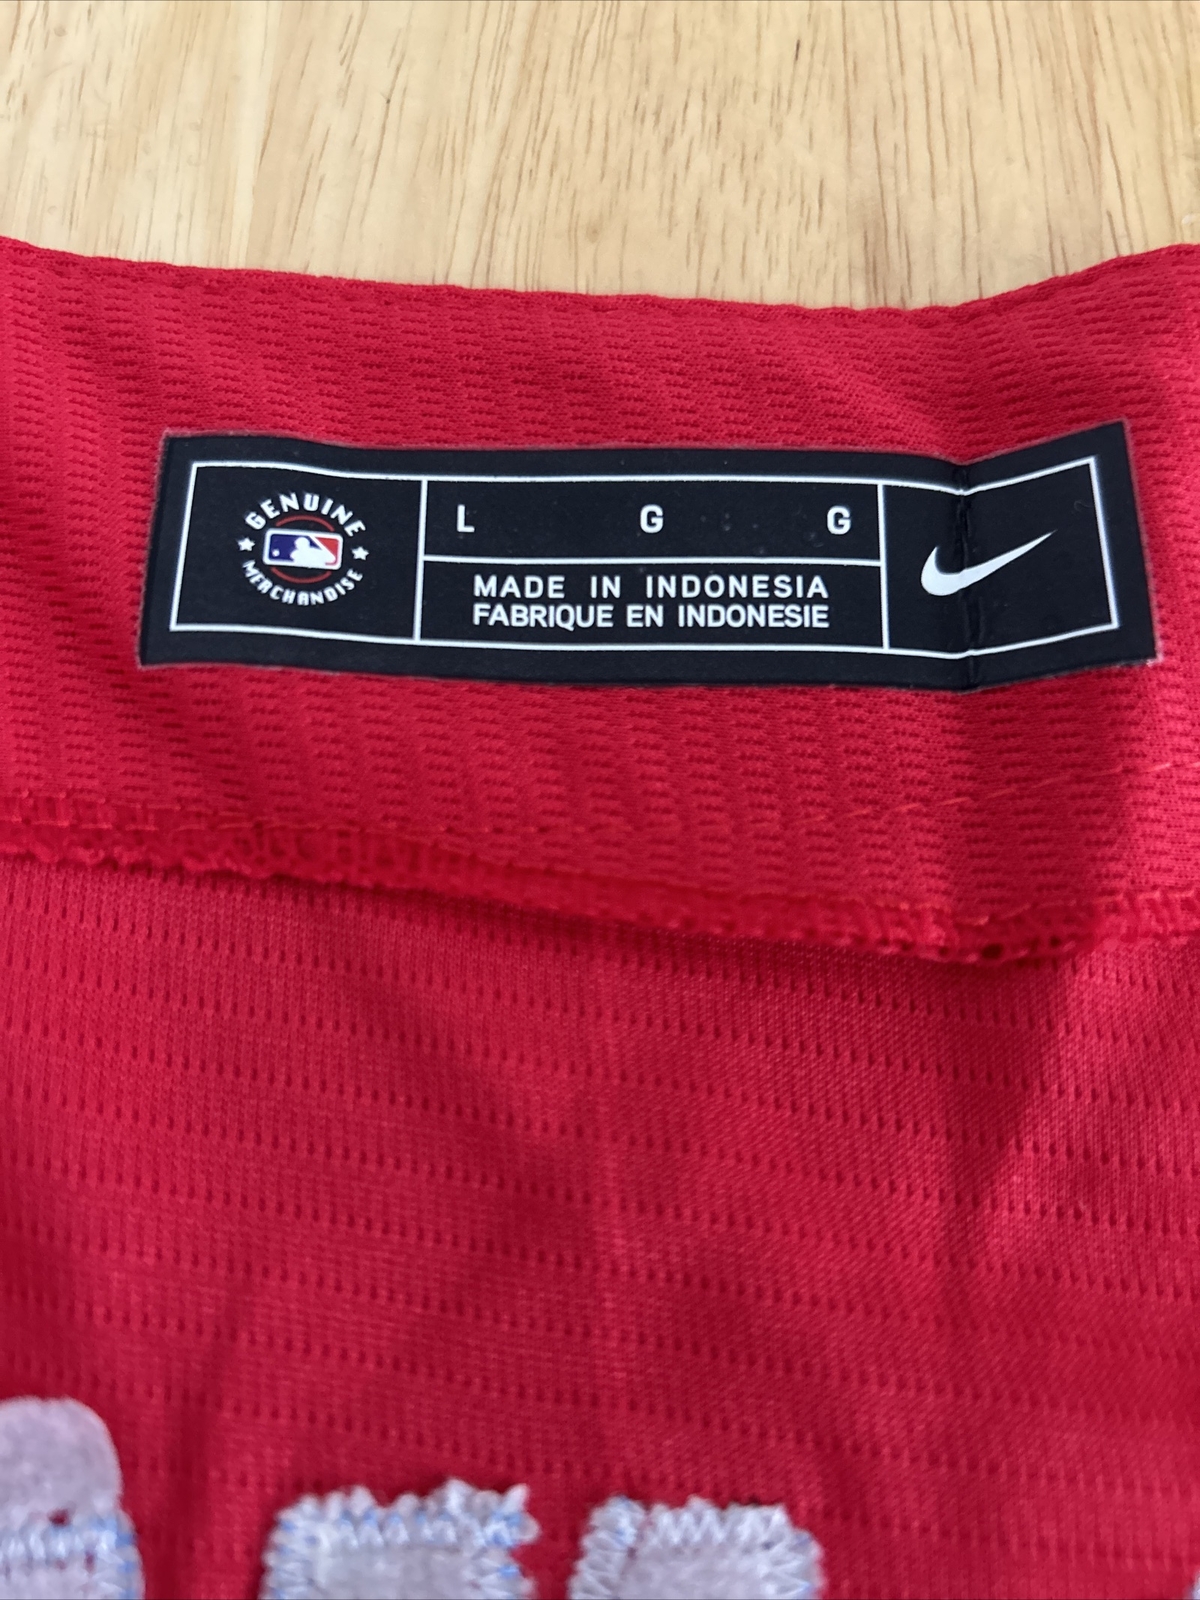 GENUINE
MERCHANDISE
L G G
MADE IN INDONESIA
FABRIQUE EN INDONESIE